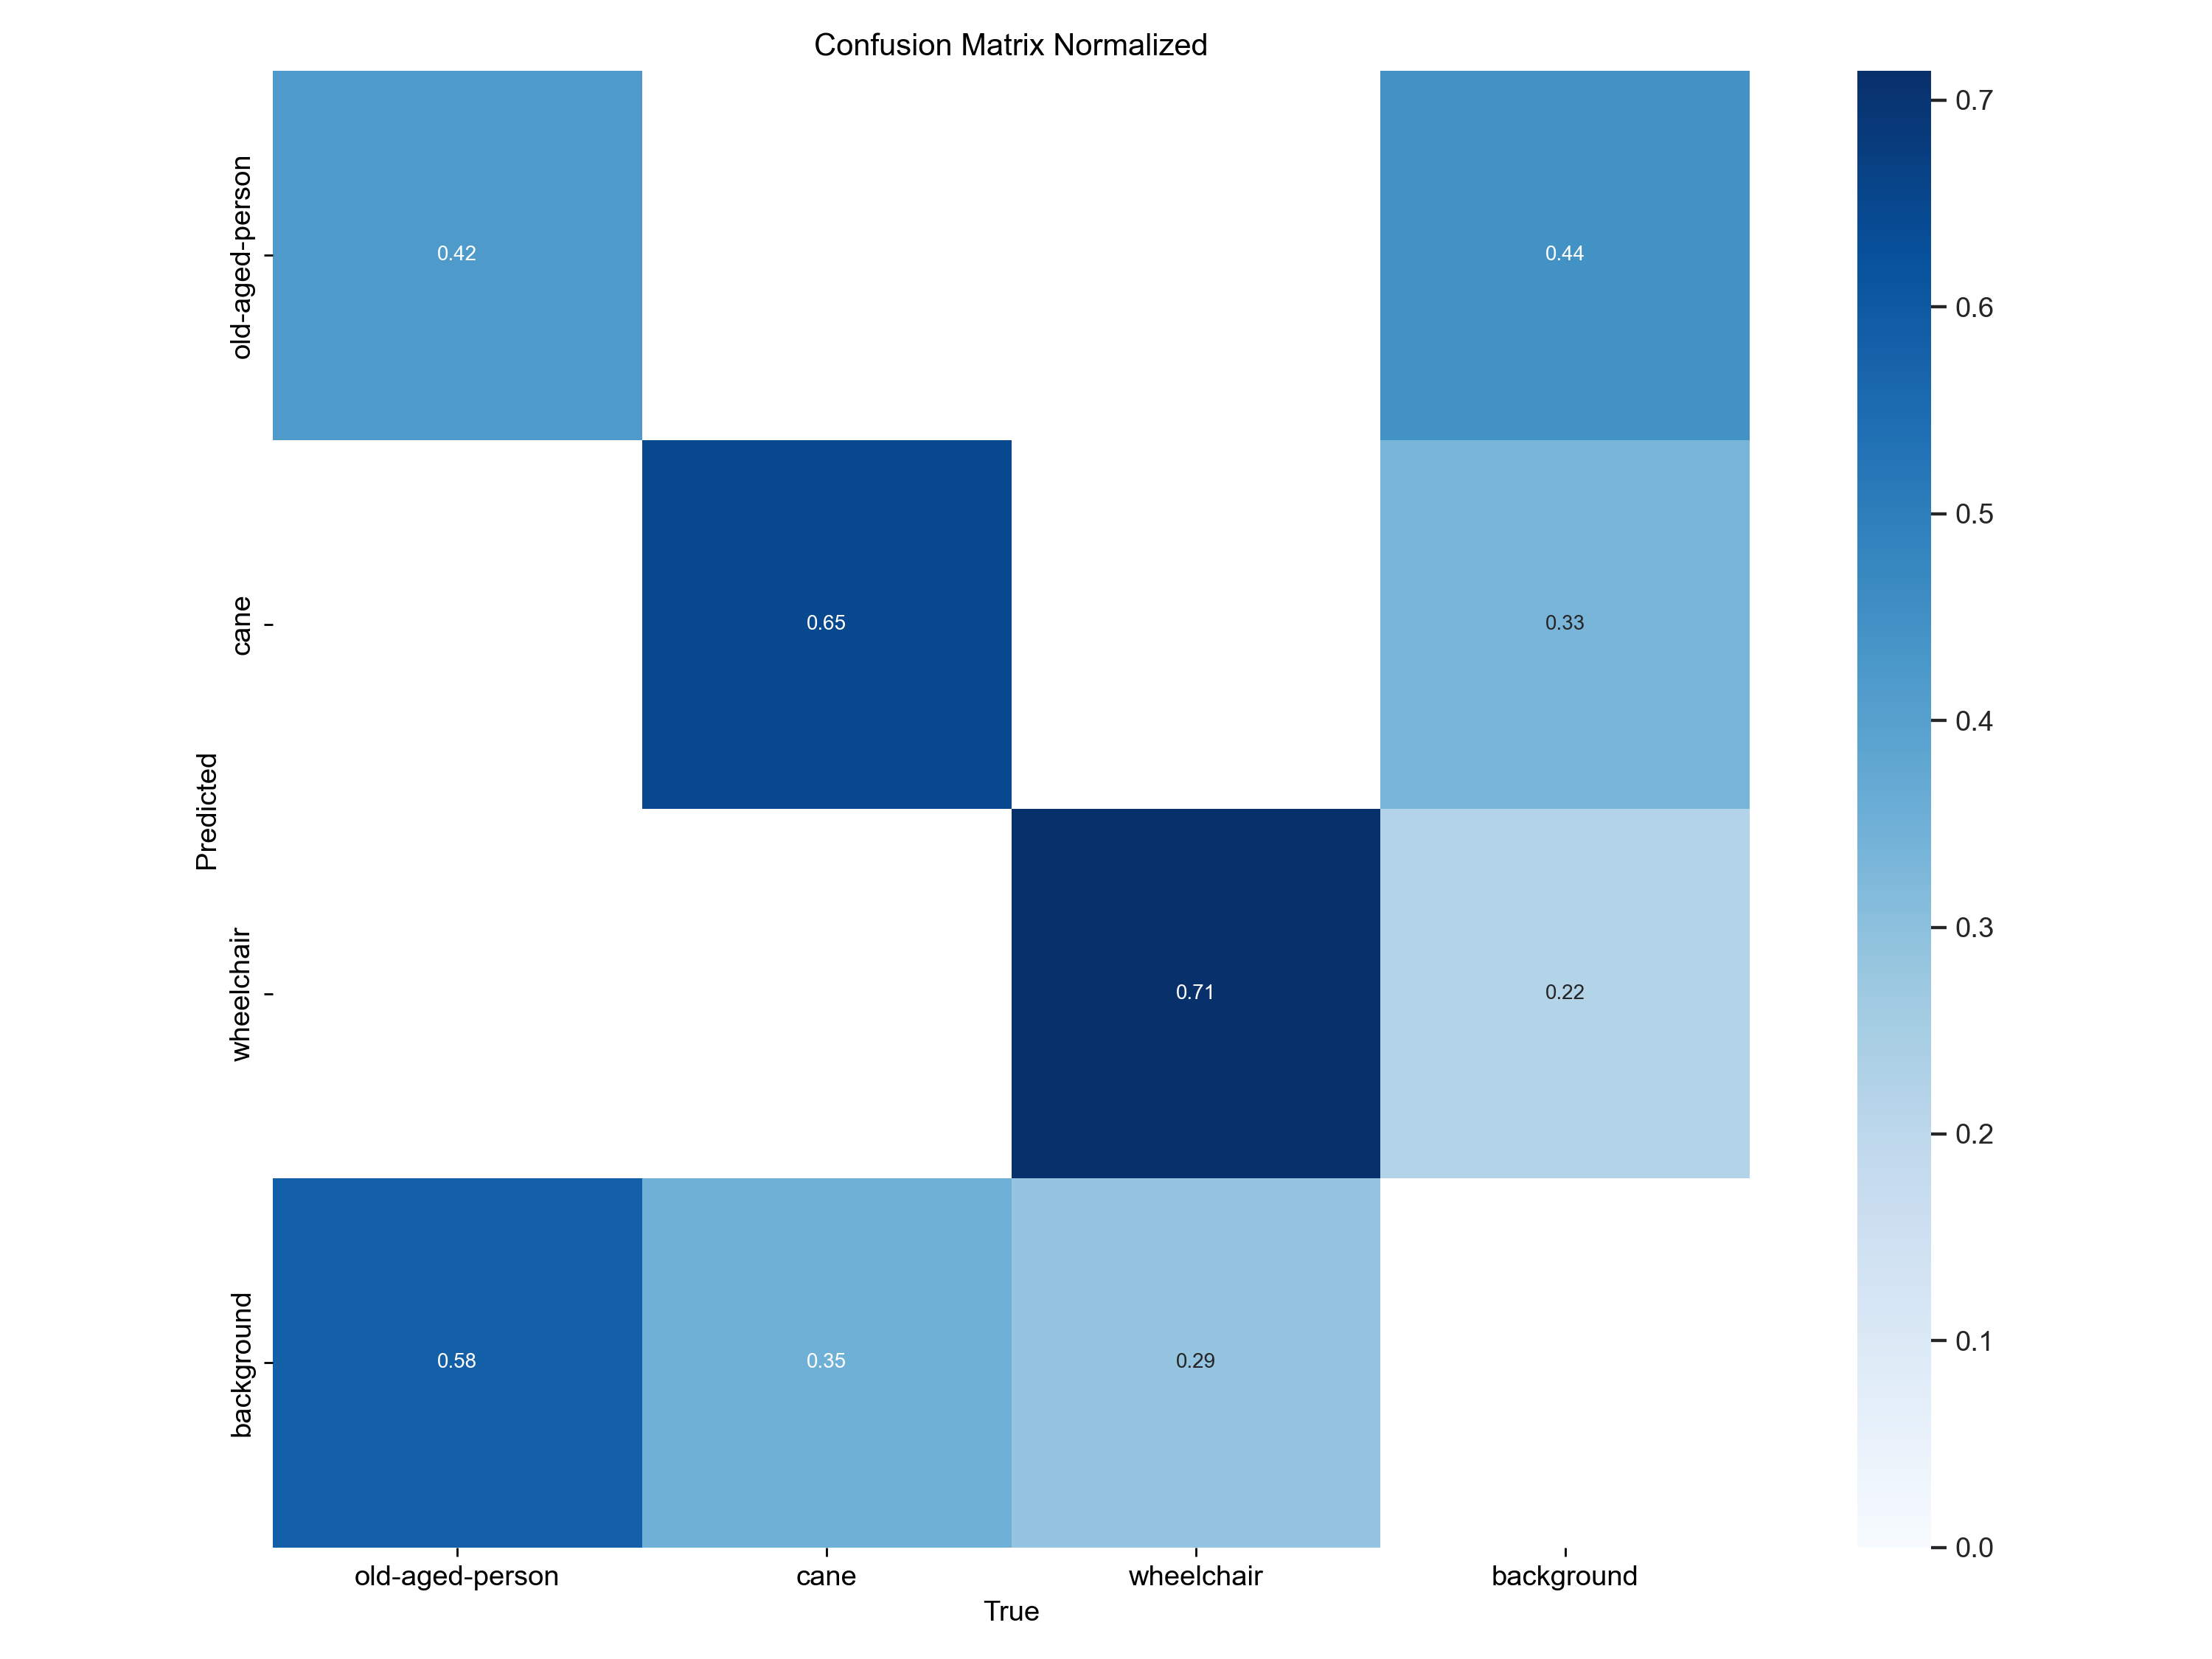 Confusion Matrix Normalized
old-aged-person
0.42
0.44
cane
0.65
0.33
wheelchair
0.71
0.22
background
0.58
0.35
0.29
Predicted
old-aged-person
cane
wheelchair
background
True
0.7
0.6
0.5
0.4
0.3
0.2
0.1
0.0